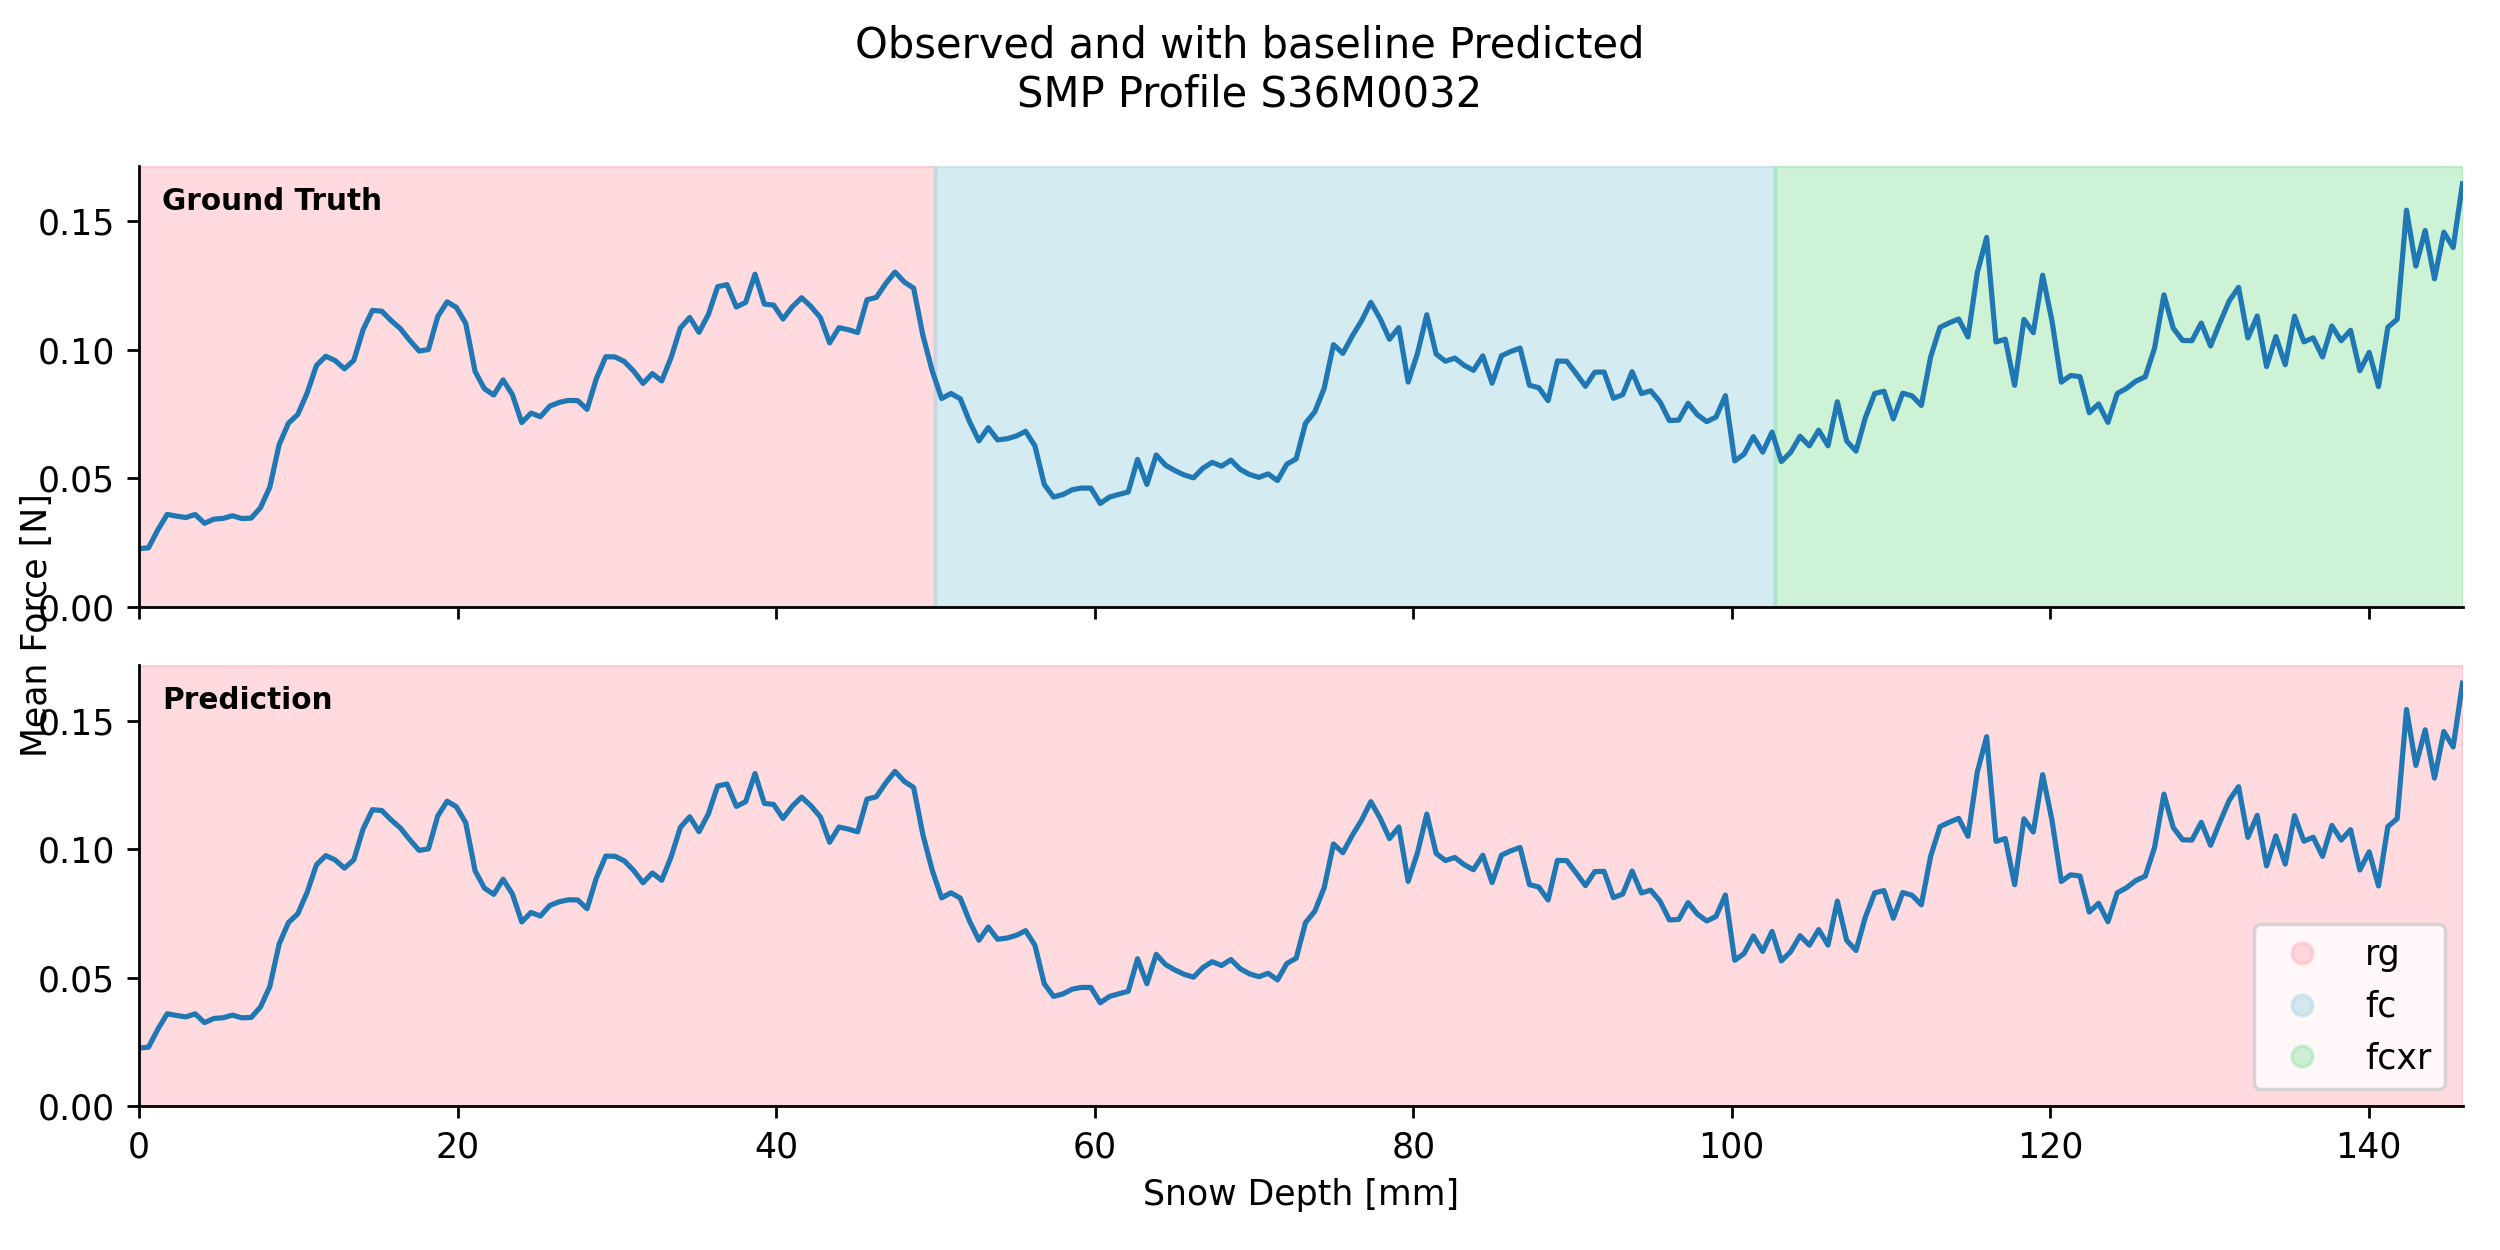 Observed and with baseline Predicted
SMP Profile S36M0032
Ground Truth
0.15
0.10
0.05
0.00
Mean Force [N]
Prediction
0.15
0.10
0.05
0.00
rg
fc
fcxr
0 20 40 60 80 100 120 140
Snow Depth [mm]